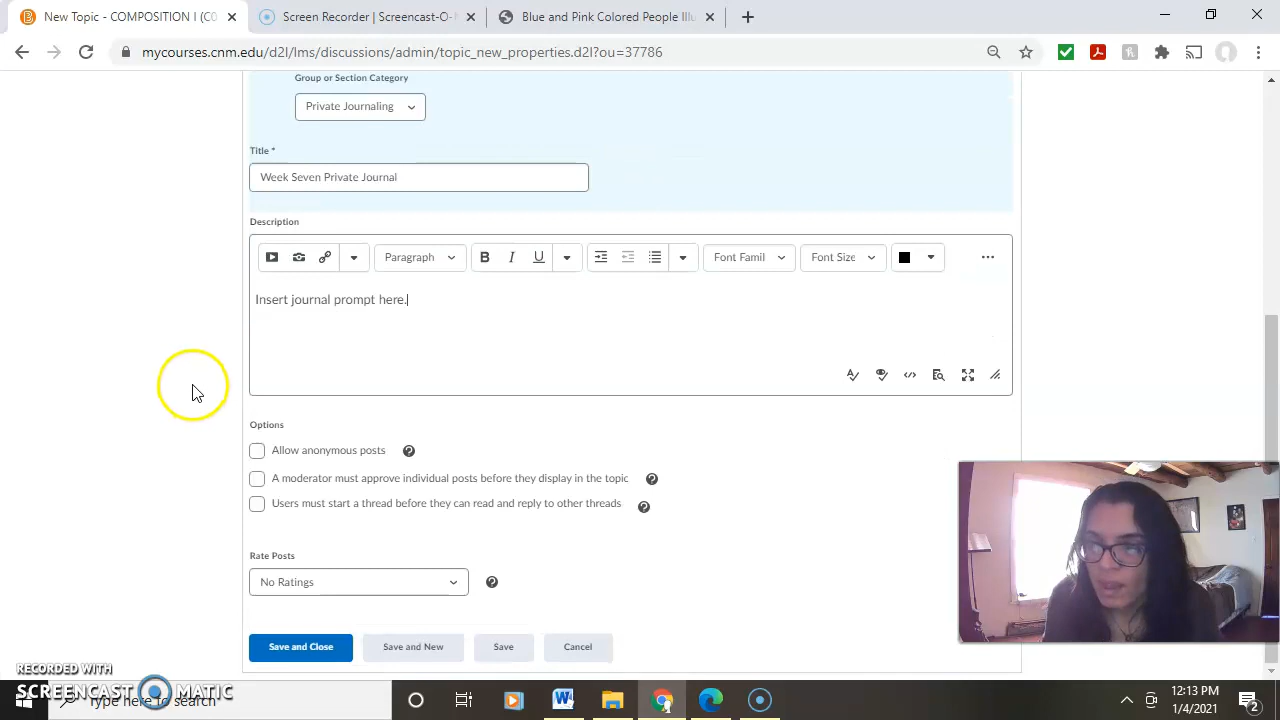 New Topic - COMPOSITION I (CO
Screen Recorder | Screencast-O-M
Blue and Pink Colored People Illu
mycourses.cnm.edu/d2l/lms/discussions/admin/topic_new_properties.d2l?ou=37786
Group or Section Category
Private Journaling
Title *
Week Seven Private Journal
Description
Paragraph
B I U
Font Famil
Font Size
Insert journal prompt here.
Options
Allow anonymous posts
A moderator must approve individual posts before they display in the topic
Users must start a thread before they can read and reply to other threads
Rate Posts
No Ratings
Save and Close
Save and New
Save
Cancel
RECORDED WITH
SCREENCAST MATIC
Type here to search
12:13 PM
1/4/2021
2